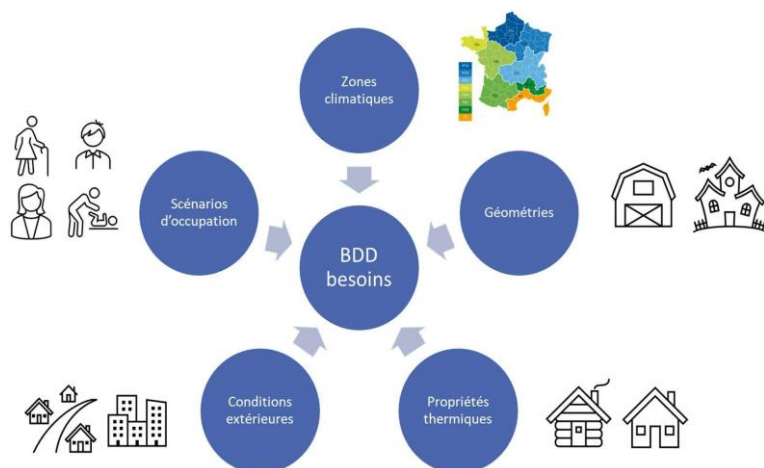 Zones
climatiques
Scénarios
d'occupation
Géométries
BDD
besoins
Conditions
extérieures
Propriétés
thermiques